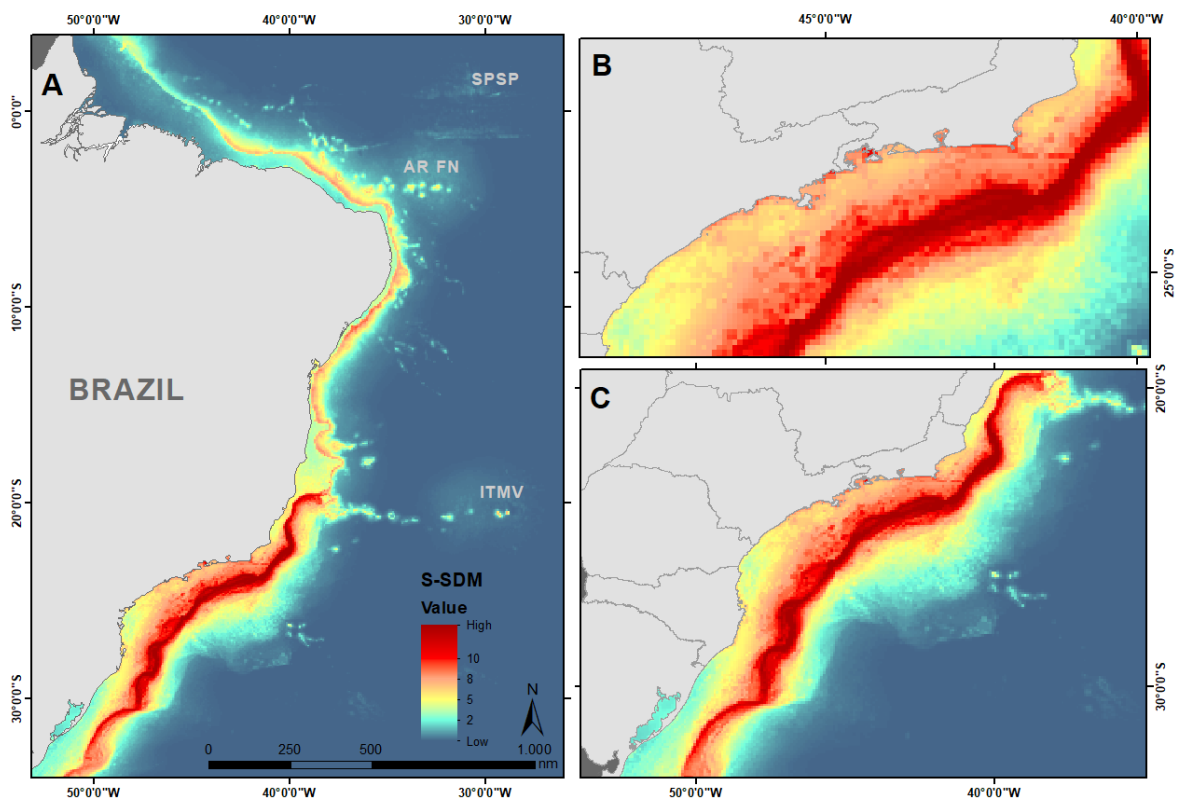 50°0'0"W 40°0'0"W 30°0'0"W
45°0'0"W 40°0'0"W
A
SPSP
B
0°0'0"
AR FN
25°0'0"S
10°0'0"S
BRAZIL
C
20°0'0"S
ITMV
20°0'0"S
S-SDM
Value
High
10
8
5
2
Low
N
30°0'0"S
30°0'0"S
0 250 500 1.000
nm
50°0'0"W 40°0'0"W 30°0'0"W
50°0'0"W 40°0'0"W